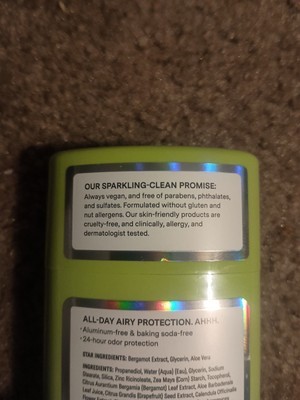 OUR SPARKLING-CLEAN PROMISE:
Always vegan, and free of parabens, phthalates,
and sulfates. Formulated without gluten and
nut allergens. Our skin-friendly products are
cruelty-free, and clinically, allergy, and
dermatologist tested.
ALL-DAY AIRY PROTECTION. AHHH.
· Aluminum-free & baking soda-free
· 24-hour odor protection
STAR INGREDIENTS: Bergamot Extract, Glycerin, Aloe Vera
INGREDIENTS: Propanediol, Water (Aqua) (Eau), Glycerin, Sodium
Stearate, Silica, Zinc Ricinoleate, Zea Mays (Corn) Starch, Tocopherol,
Citrus Aurantium Bergamia (Bergamot) Leaf Extract, Aloe Barbadensis
Leaf Juice, Citrus Grandis (Grapefruit) Seed Extract, Calendula Officinalis